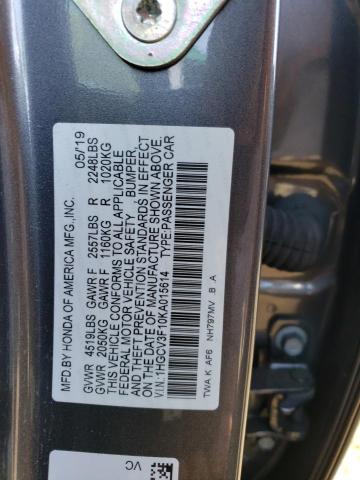 MFD.BY HONDA OF AMERICA MFG.,INC. 05/19
GVWR 4519LBS GAWR F 2557LBS R 2248LBS
GVWR 2050KG GAWR F 1160KG R 1020KG
THIS VEHICLE CONFORMS TO ALL APPLICABLE
FEDERAL MOTOR VEHICLE SAFETY, BUMPER,
AND THEFT PREVENTION STANDARDS IN EFFECT
ON THE DATE OF MANUFACTURE SHOWN ABOVE.
V.I.N.:1HGCV3F10KA015614 TYPE:PASSENGER CAR
TWA K AF6 NH797MV B A
VC